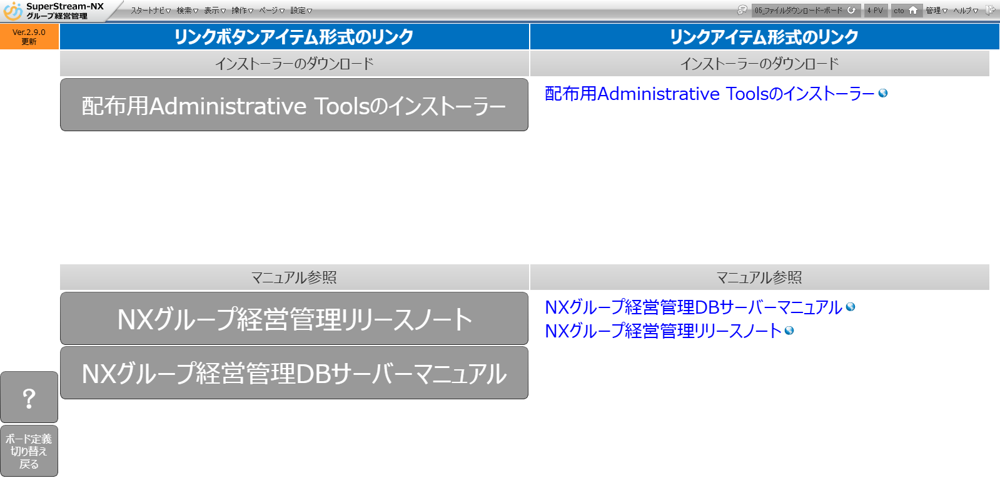 SuperStream-NX
グループ経営管理
スタートナビ▽ 検索▽ 表示▽ 操作▽ ページ▽ 設定▽
05_ファイルダウンロード-ボード 4 PV cto 管理▽ ヘルプ▽
Ver.2.9.0
更新
リンクボタンアイテム形式のリンク
リンクアイテム形式のリンク
インストーラーのダウンロード
インストーラーのダウンロード
配布用Administrative Toolsのインストーラー
配布用Administrative Toolsのインストーラー
マニュアル参照
マニュアル参照
NXグループ経営管理リリースノート
NXグループ経営管理DBサーバーマニュアル
NXグループ経営管理DBサーバーマニュアル
NXグループ経営管理リリースノート
？
ボード定義
切り替え
戻る